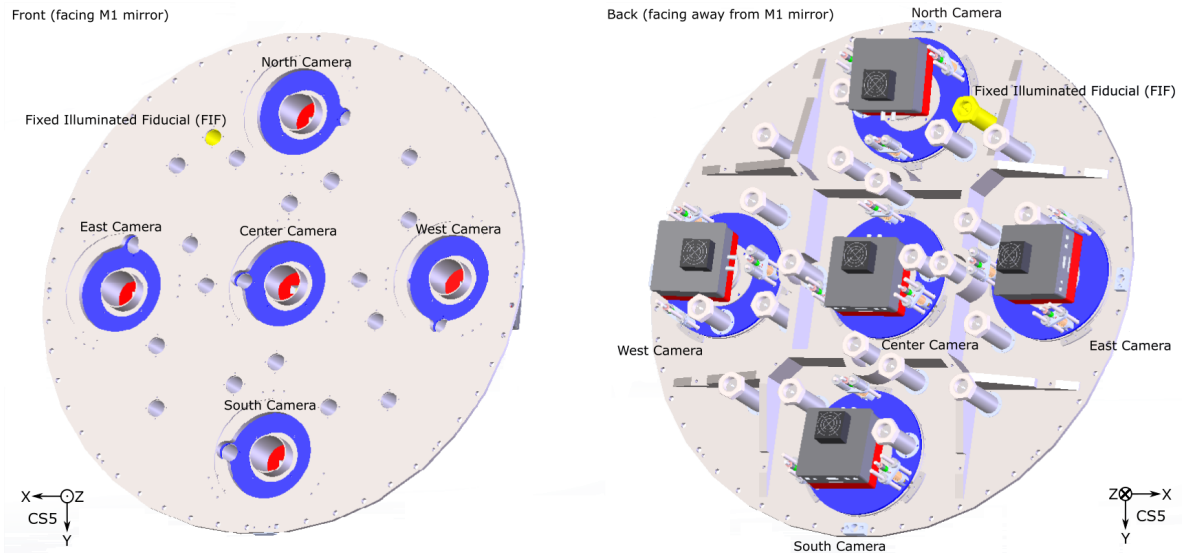 Front (facing M1 mirror)
North Camera
Fixed Illuminated Fiducial (FIF)
East Camera
Center Camera
West Camera
South Camera
X
Z
CS5
Y
Back (facing away from M1 mirror)
North Camera
Fixed Illuminated Fiducial (FIF)
West Camera
Center Camera
East Camera
South Camera
Z
X
CS5
Y